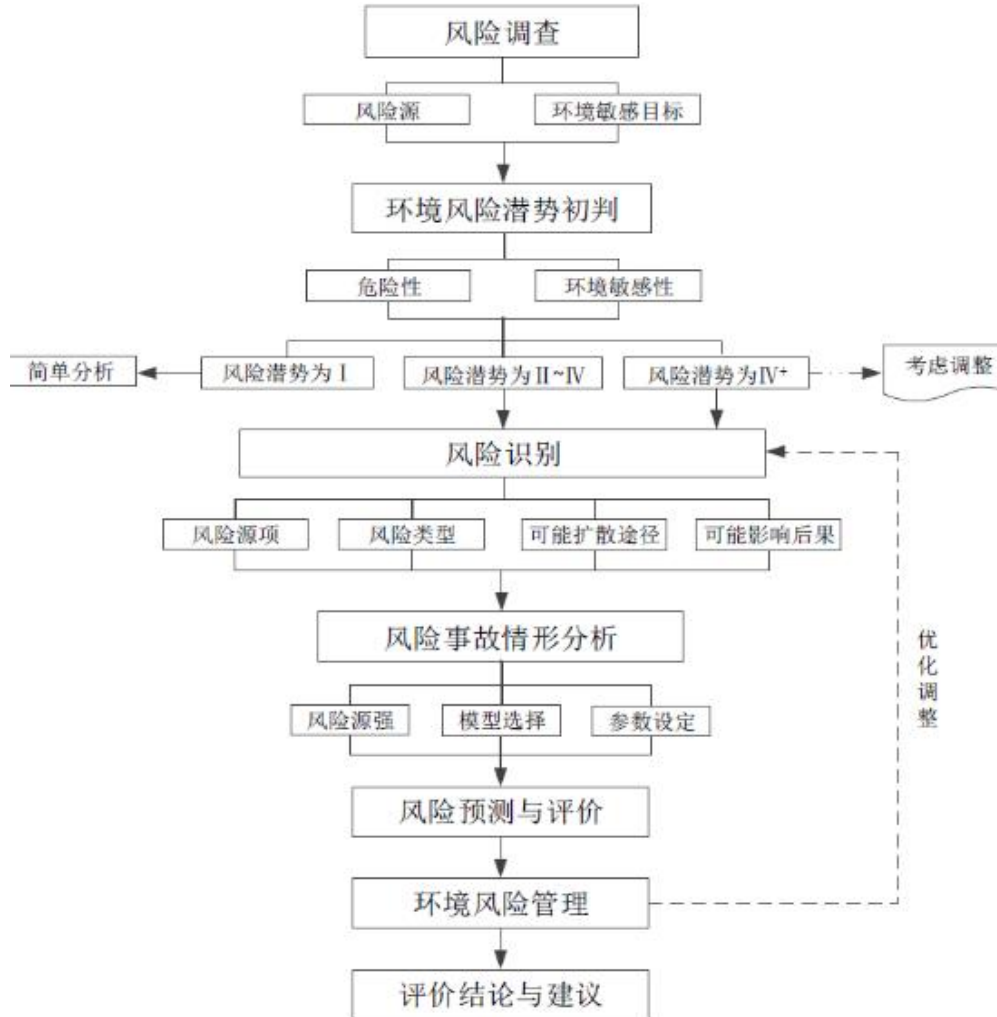 风险调查
风险源
环境敏感目标
环境风险潜势初判
危险性
环境敏感性
简单分析
风险潜势为Ⅰ
风险潜势为Ⅱ~Ⅳ
风险潜势为Ⅳ+
考虑调整
风险识别
风险源项
风险类型
可能扩散途径
可能影响后果
风险事故情形分析
优化调整
风险源强
模型选择
参数设定
风险预测与评价
环境风险管理
评价结论与建议